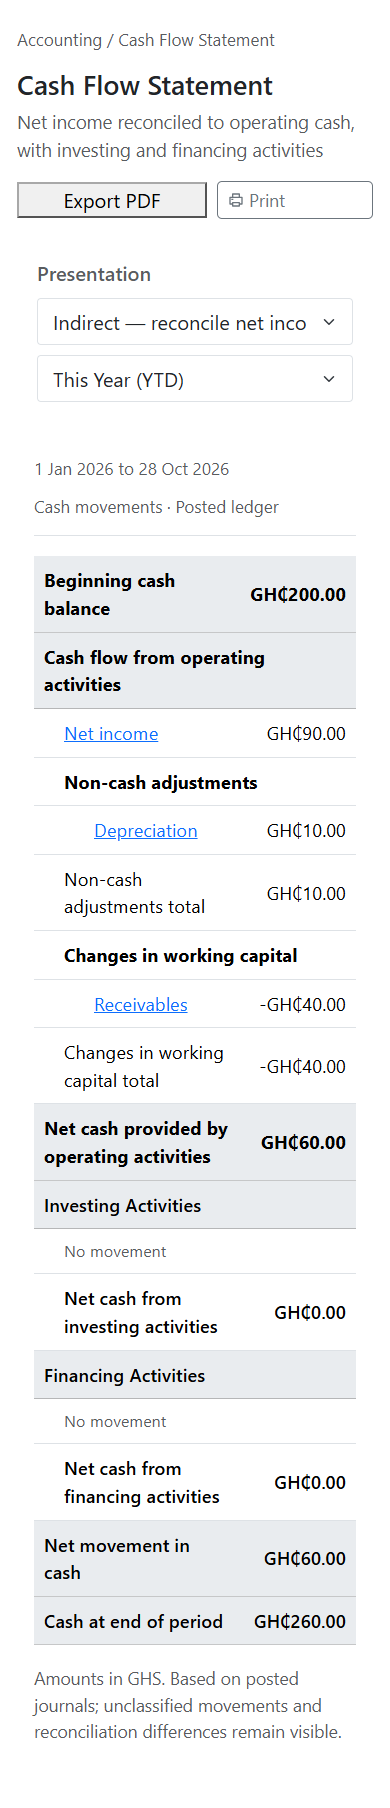 Accounting / Cash Flow Statement
Cash Flow Statement
Net income reconciled to operating cash,
with investing and financing activities
Export PDF
Print
Presentation
Indirect — reconcile net inco
This Year (YTD)
1 Jan 2026 to 28 Oct 2026
Cash movements · Posted ledger
Beginning cash
balance
GH₵200.00
Cash flow from operating
activities
Net income
GH₵90.00
Non-cash adjustments
Depreciation
GH₵10.00
Non-cash
adjustments total
GH₵10.00
Changes in working capital
Receivables
-GH₵40.00
Changes in working
capital total
-GH₵40.00
Net cash provided by
operating activities
GH₵60.00
Investing Activities
No movement
Net cash from
investing activities
GH₵0.00
Financing Activities
No movement
Net cash from
financing activities
GH₵0.00
Net movement in
cash
GH₵60.00
Cash at end of period
GH₵260.00
Amounts in GHS. Based on posted
journals; unclassified movements and
reconciliation differences remain visible.